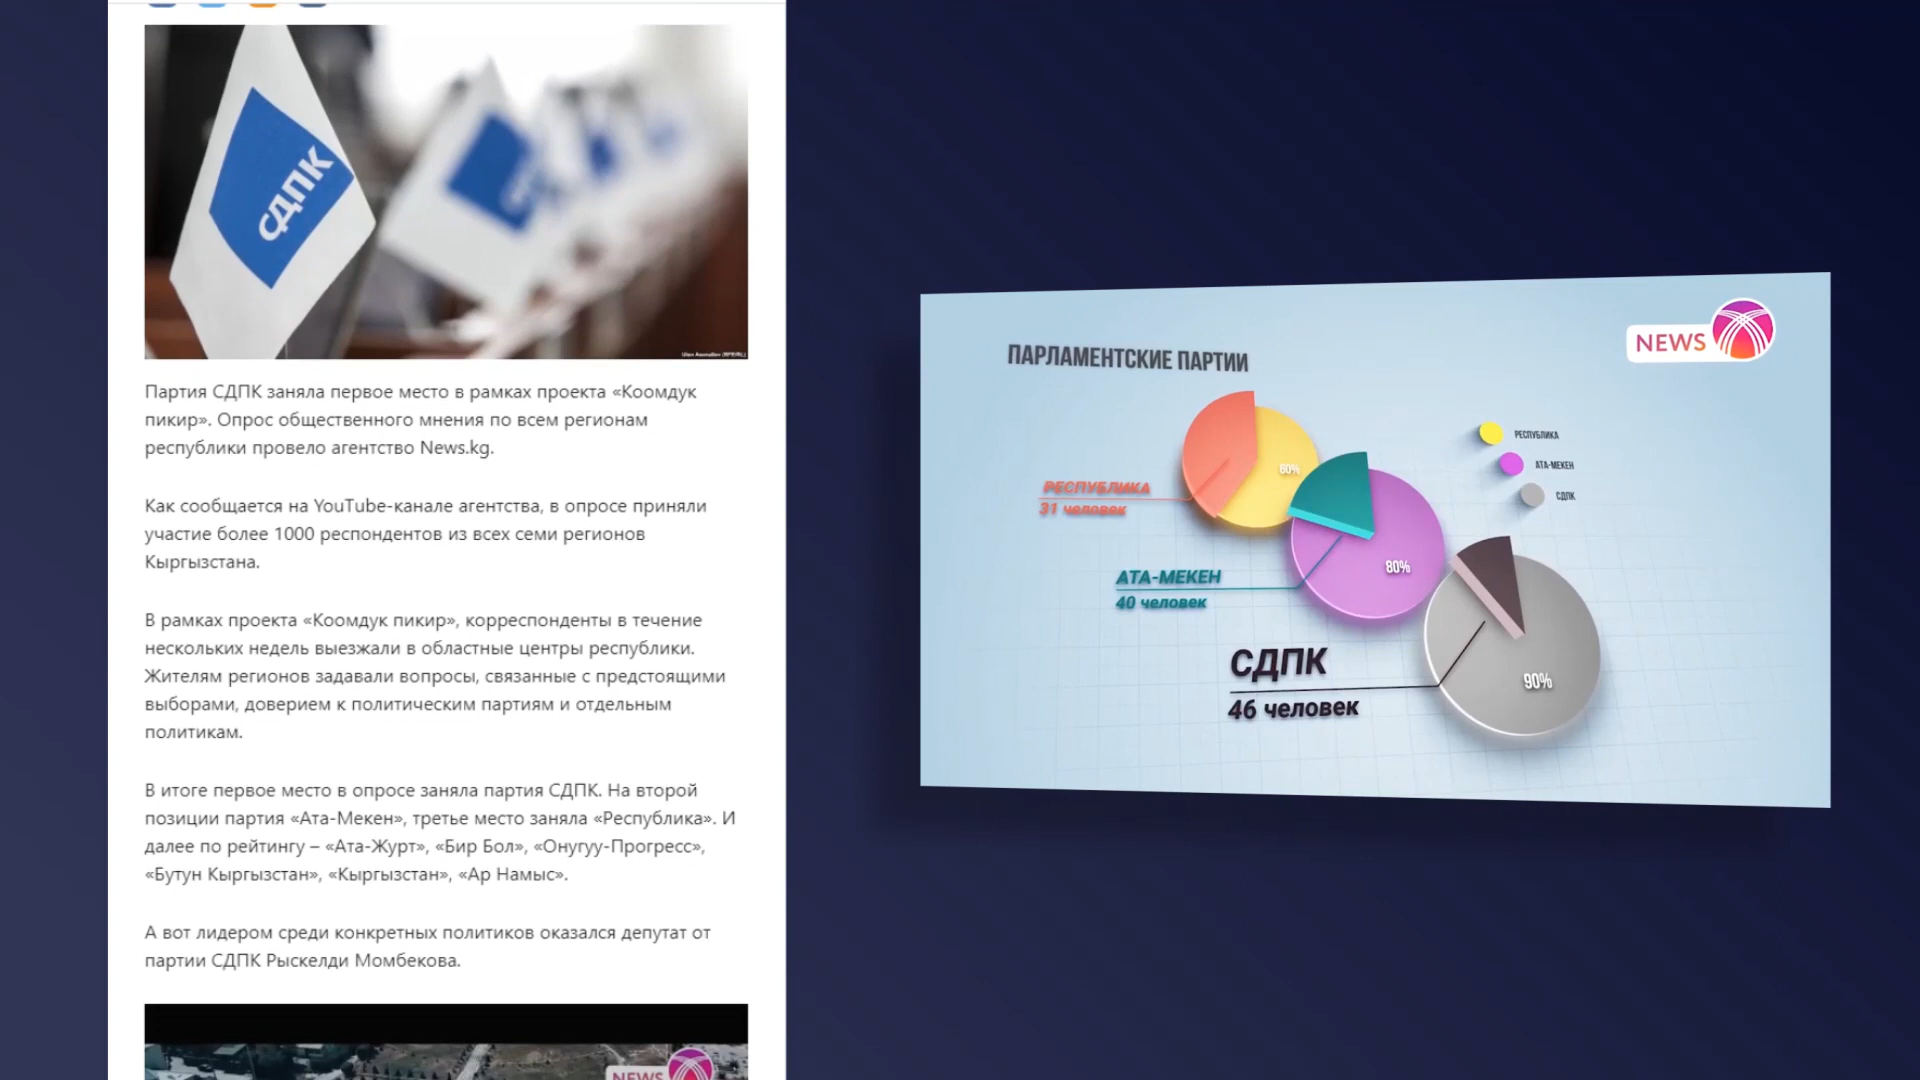 СДПК
Ulan Asanaliev (RFE/RL)
Партия СДПК заняла первое место в рамках проекта «Коомдук
пикир». Опрос общественного мнения по всем регионам
республики провело агентство News.kg.
Как сообщается на YouTube-канале агентства, в опросе приняли
участие более 1000 респондентов из всех семи регионов
Кыргызстана.
В рамках проекта «Коомдук пикир», корреспонденты в течение
нескольких недель выезжали в областные центры республики.
Жителям регионов задавали вопросы, связанные с предстоящими
выборами, доверием к политическим партиям и отдельным
политикам.
В итоге первое место в опросе заняла партия СДПК. На второй
позиции партия «Ата-Мекен», третье место заняла «Республика». И
далее по рейтингу – «Ата-Журт», «Бир Бол», «Онугуу-Прогресс»,
«Бутун Кыргызстан», «Кыргызстан», «Ар Намыс».
А вот лидером среди конкретных политиков оказался депутат от
партии СДПК Рыскелди Момбекова.
NEWS
NEWS
ПАРЛАМЕНТСКИЕ ПАРТИИ
РЕСПУБЛИКА
АТА-МЕКЕН
СДПК
60%
РЕСПУБЛИКА
31 человек
80%
АТА-МЕКЕН
40 человек
90%
СДПК
46 человек